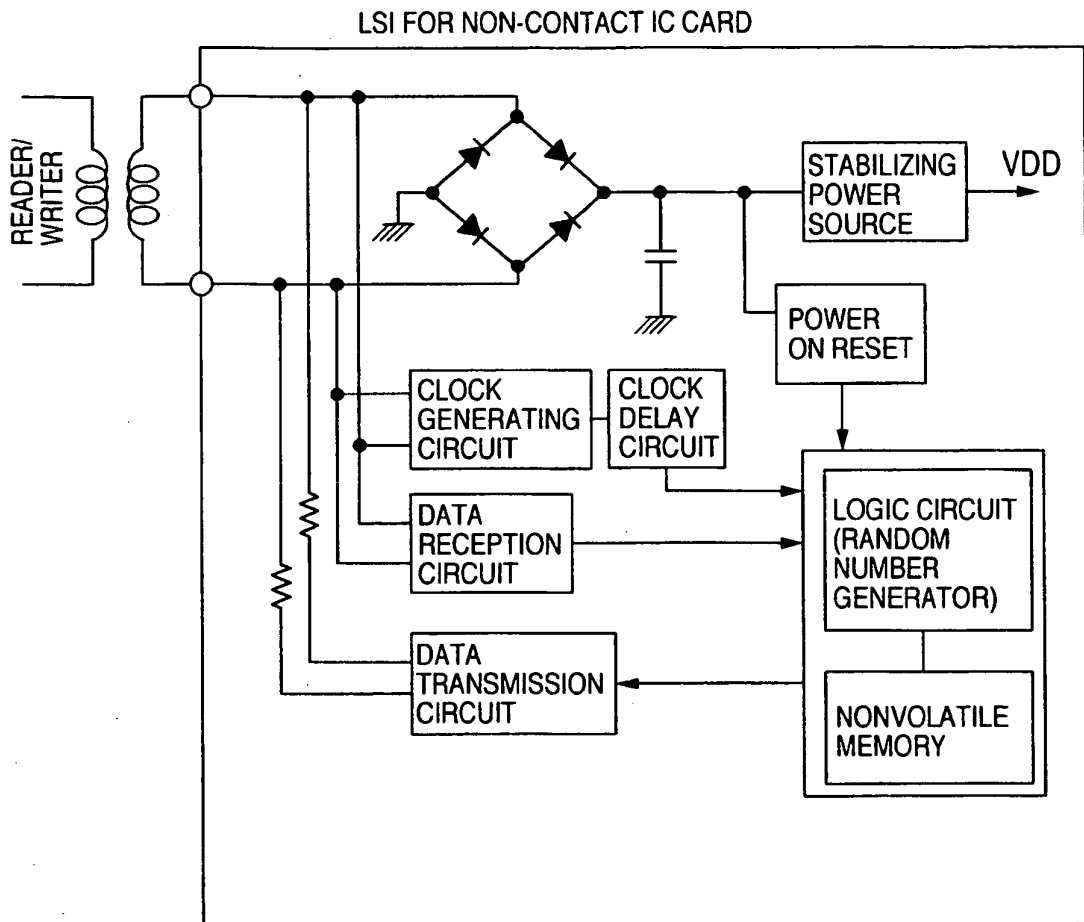 LSI FOR NON-CONTACT IC CARD
READER/
WRITER
STABILIZING
POWER
SOURCE
VDD
POWER
ON RESET
CLOCK
GENERATING
CIRCUIT
CLOCK
DELAY
CIRCUIT
DATA
RECEPTION
CIRCUIT
LOGIC CIRCUIT
(RANDOM
NUMBER
GENERATOR)
DATA
TRANSMISSION
CIRCUIT
NONVOLATILE
MEMORY